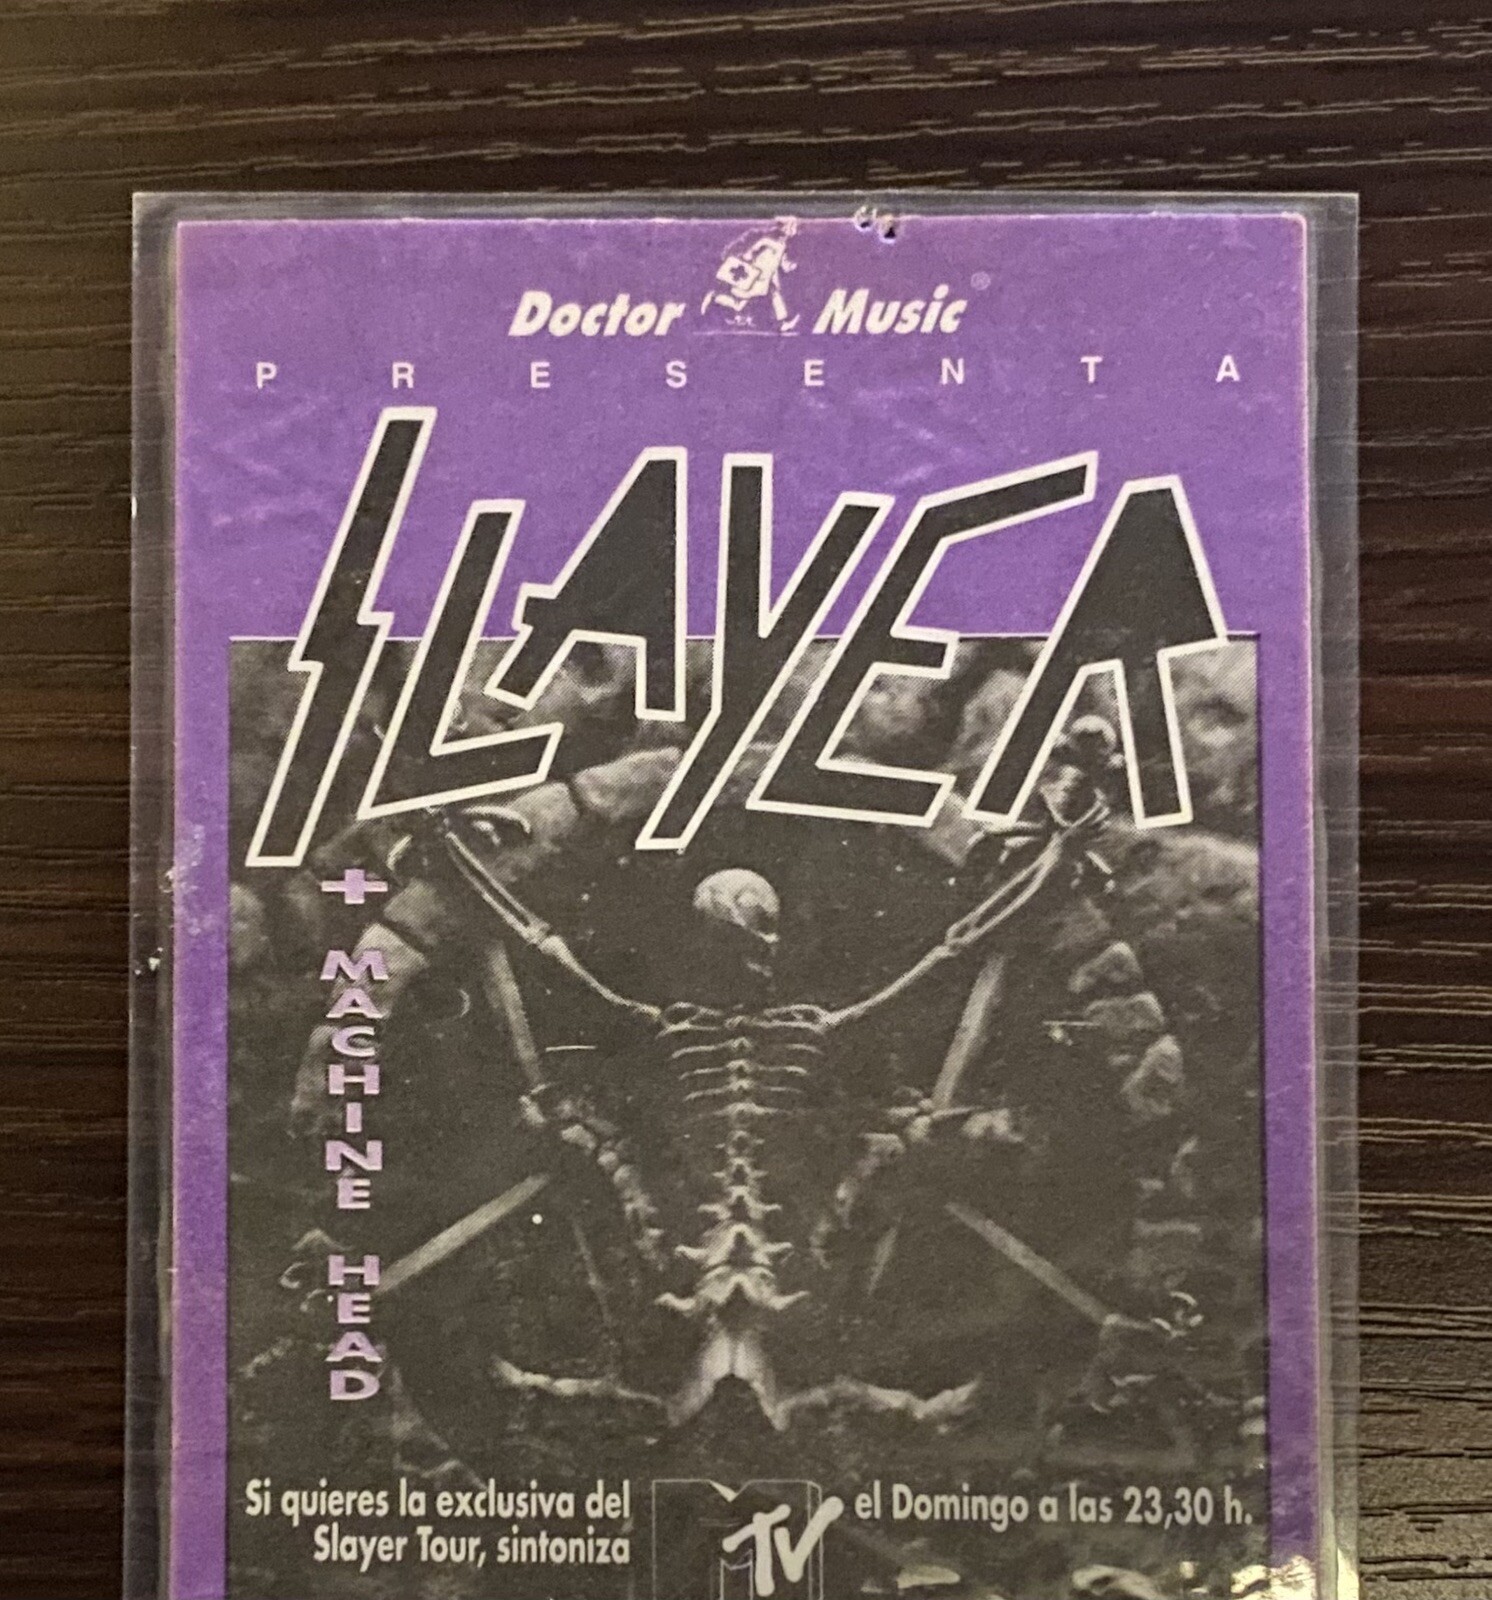 Doctor Music®
PRESENTA
SLAYER
+ MACHINE HEAD
Si quieres la exclusiva del
Slayer Tour, sintoniza
MTV
el Domingo a las 23,30 h.